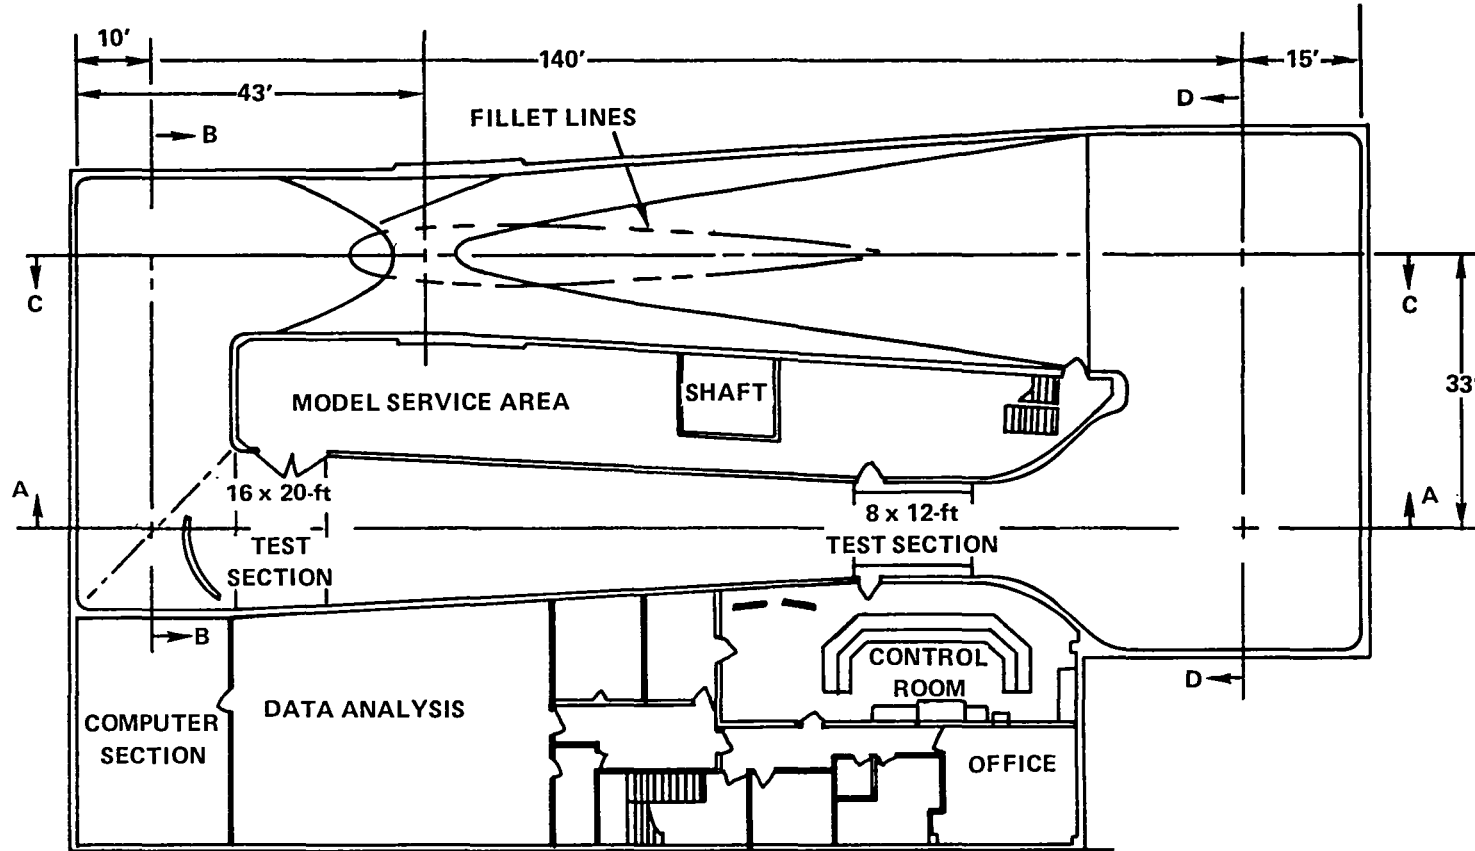 10'
140'
15'
43'
D
B
FILLET LINES
C
C
33'
MODEL SERVICE AREA
SHAFT
A
16 x 20-ft
TEST
SECTION
8 x 12-ft
TEST SECTION
A
B
D
CONTROL
ROOM
COMPUTER
SECTION
DATA ANALYSIS
OFFICE